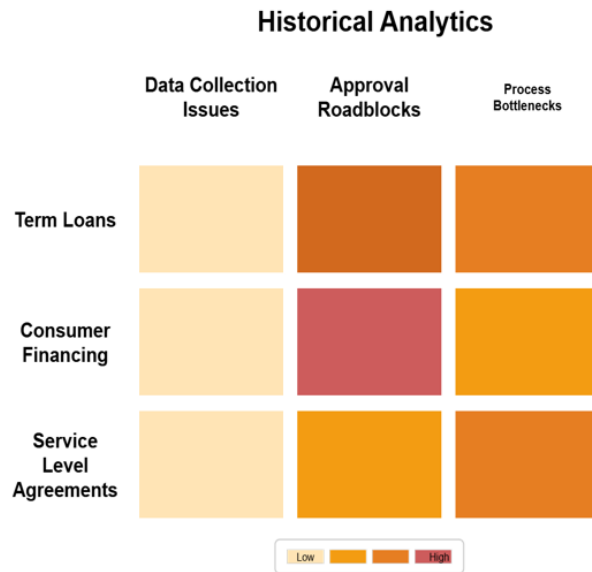 Historical Analytics
Data Collection
Issues
Approval
Roadblocks
Process
Bottlenecks
Term Loans
Consumer
Financing
Service
Level
Agreements
Low
High